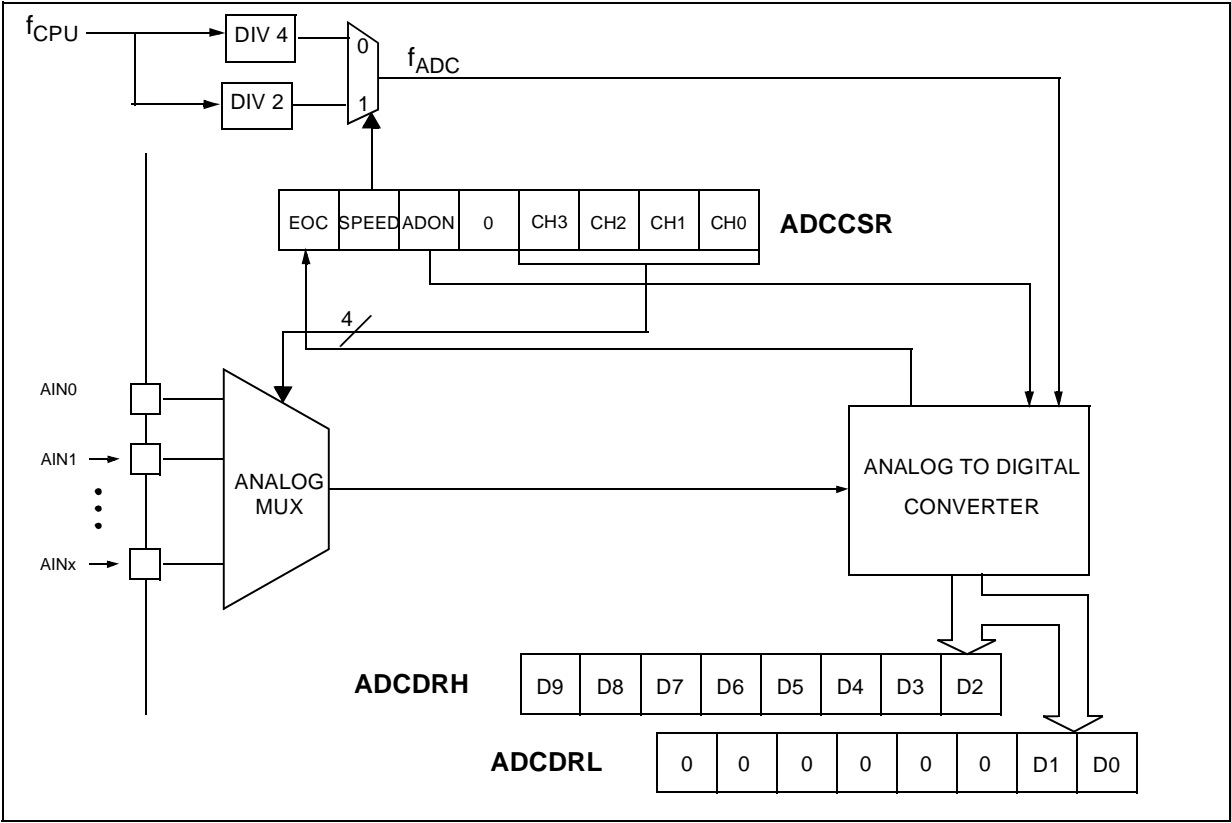 fCPU
DIV 4
0
fADC
DIV 2
1
EOC SPEED ADON 0 CH3 CH2 CH1 CH0 ADCCSR
4
AIN0
AIN1
ANALOG
MUX
ANALOG TO DIGITAL
CONVERTER
AINx
ADCDRH D9 D8 D7 D6 D5 D4 D3 D2
ADCDRL 0 0 0 0 0 0 D1 D0